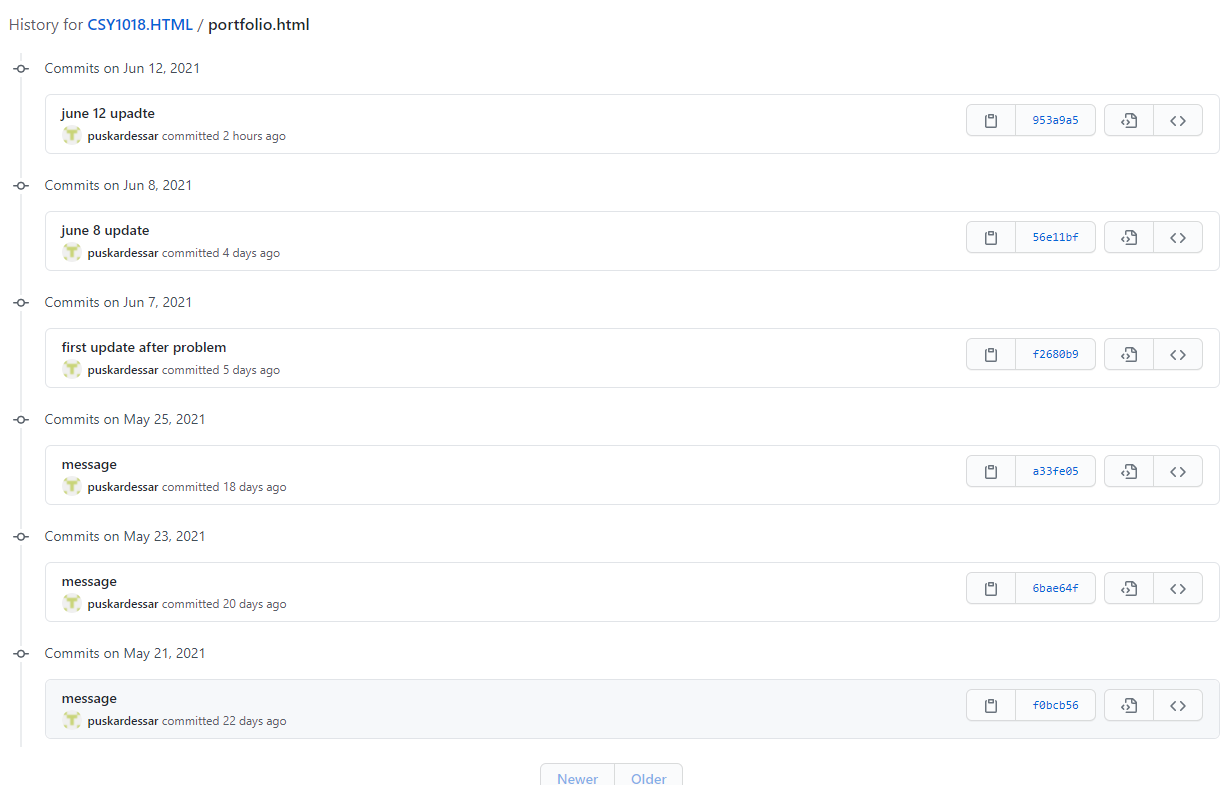 History for CSY1018.HTML / portfolio.html
Commits on Jun 12, 2021
june 12 upadte
puskardessar committed 2 hours ago
953a9a5
Commits on Jun 8, 2021
june 8 update
puskardessar committed 4 days ago
56e11bf
Commits on Jun 7, 2021
first update after problem
puskardessar committed 5 days ago
f2680b9
Commits on May 25, 2021
message
puskardessar committed 18 days ago
a33fe05
Commits on May 23, 2021
message
puskardessar committed 20 days ago
6bae64f
Commits on May 21, 2021
message
puskardessar committed 22 days ago
f0bcb56
Newer Older